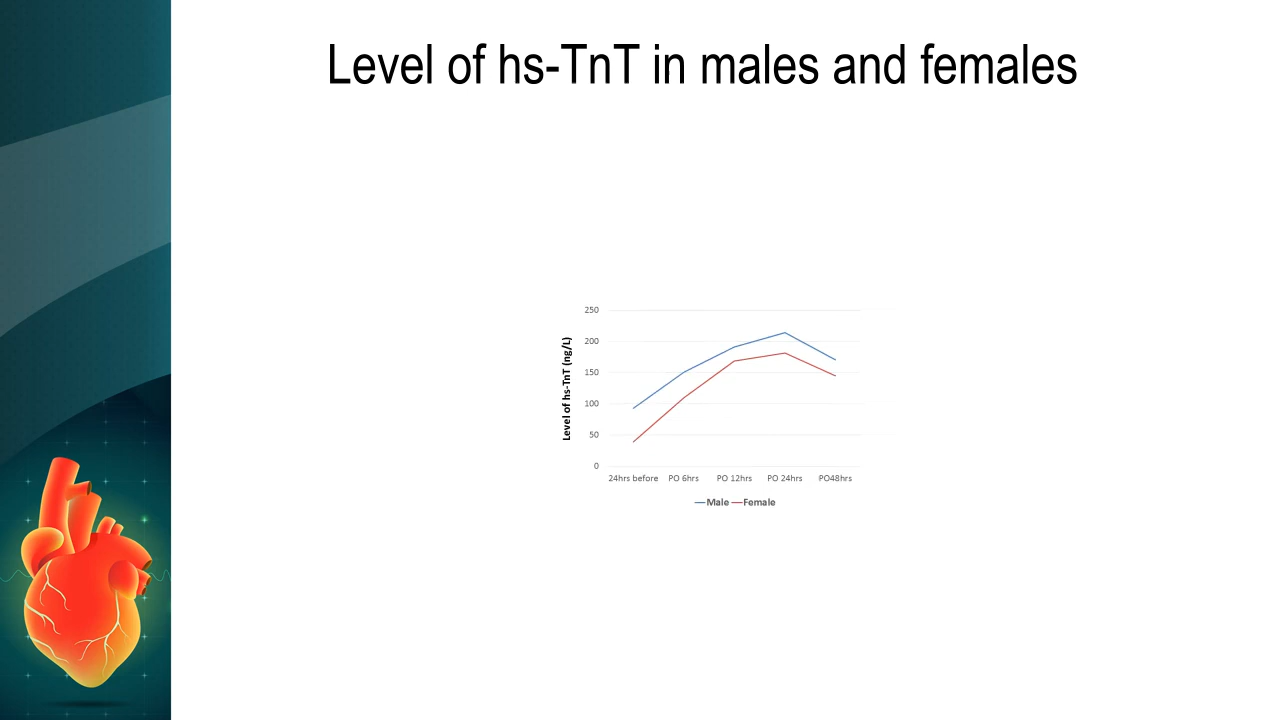 Level of hs-TnT in males and females
250
200
150
100
50
0
Level of hs-TnT (ng/L)
24hrs before PO 6hrs PO 12hrs PO 24hrs PO48hrs
Male Female